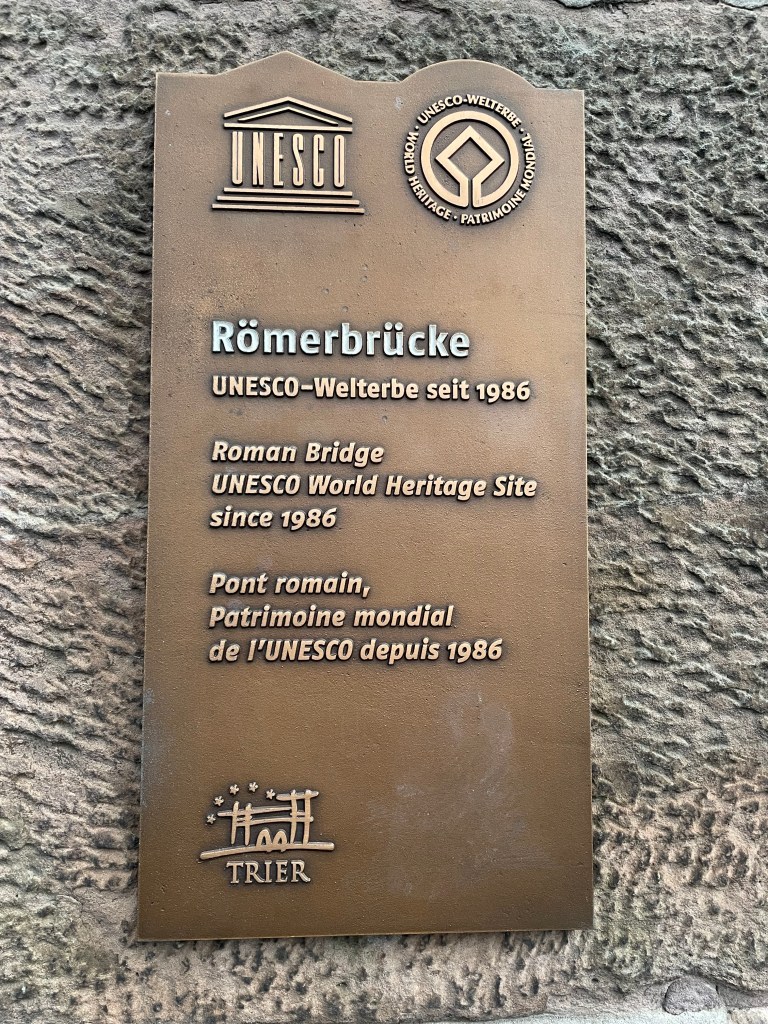 UNESCO
UNESCO-WELTERBE · WORLD HERITAGE · PATRIMOINE MONDIAL ·
Römerbrücke
UNESCO-Welterbe seit 1986
Roman Bridge
UNESCO World Heritage Site
since 1986
Pont romain,
Patrimoine mondial
de l'UNESCO depuis 1986
TRIER